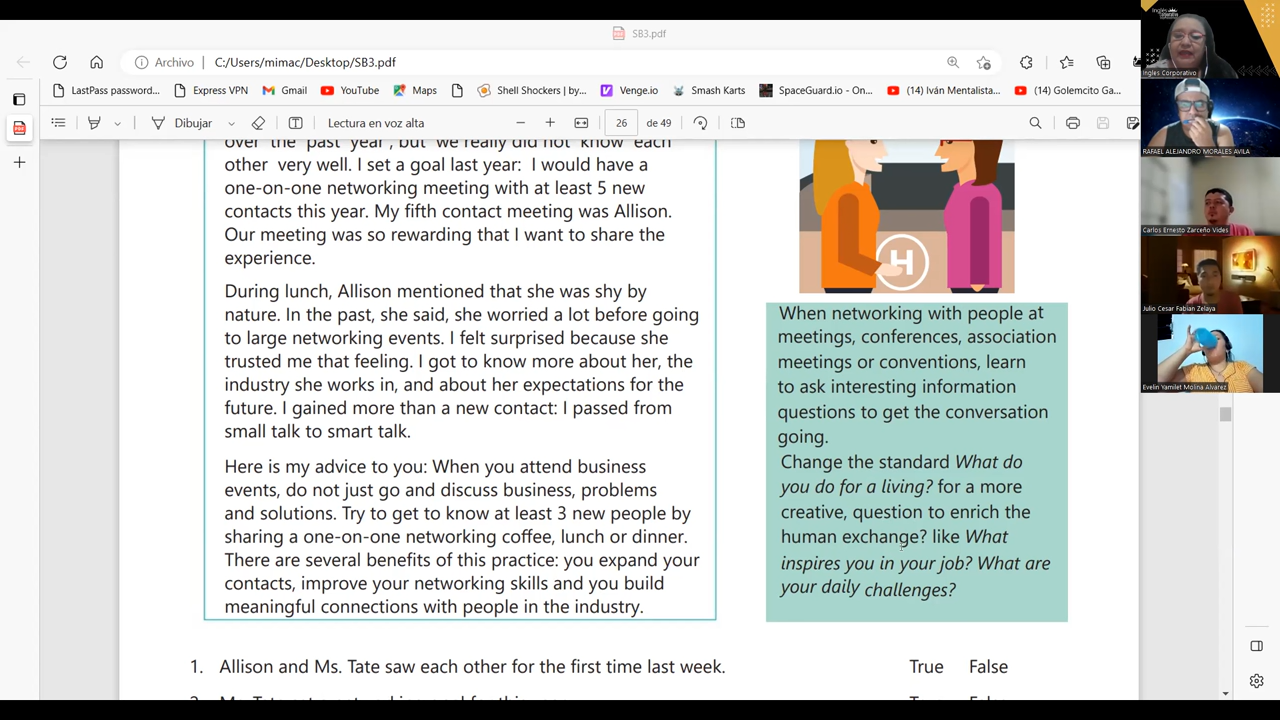 SB3.pdf
Archivo
C:/Users/mimac/Desktop/SB3.pdf
LastPass password...
Express VPN
Gmail
YouTube
Maps
Shell Shockers | by...
Venge.io
Smash Karts
SpaceGuard.io - On...
(14) Iván Mentalista...
(14) Golemcito Ga...
Dibujar
Lectura en voz alta
26
de 49
over the past year , but we really did not know each
other very well. I set a goal last year: I would have a
one-on-one networking meeting with at least 5 new
contacts this year. My fifth contact meeting was Allison.
Our meeting was so rewarding that I want to share the
experience.
During lunch, Allison mentioned that she was shy by
nature. In the past, she said, she worried a lot before going
to large networking events. I felt surprised because she
trusted me that feeling. I got to know more about her, the
industry she works in, and about her expectations for the
future. I gained more than a new contact: I passed from
small talk to smart talk.
Here is my advice to you: When you attend business
events, do not just go and discuss business, problems
and solutions. Try to get to know at least 3 new people by
sharing a one-on-one networking coffee, lunch or dinner.
There are several benefits of this practice: you expand your
contacts, improve your networking skills and you build
meaningful connections with people in the industry.
H
When networking with people at
meetings, conferences, association
meetings or conventions, learn
to ask interesting information
questions to get the conversation
going.
Change the standard What do
you do for a living? for a more
creative, question to enrich the
human exchange? like What
inspires you in your job? What are
your daily challenges?
1. Allison and Ms. Tate saw each other for the first time last week. True False
Inglés
Inglés Corporativo
RAFAEL ALEJANDRO MORALES AVILA
Carlos Ernesto Zarceño Vides
Julio Cesar Fabian Zelaya
Evelin Yamilet Molina Alvarez